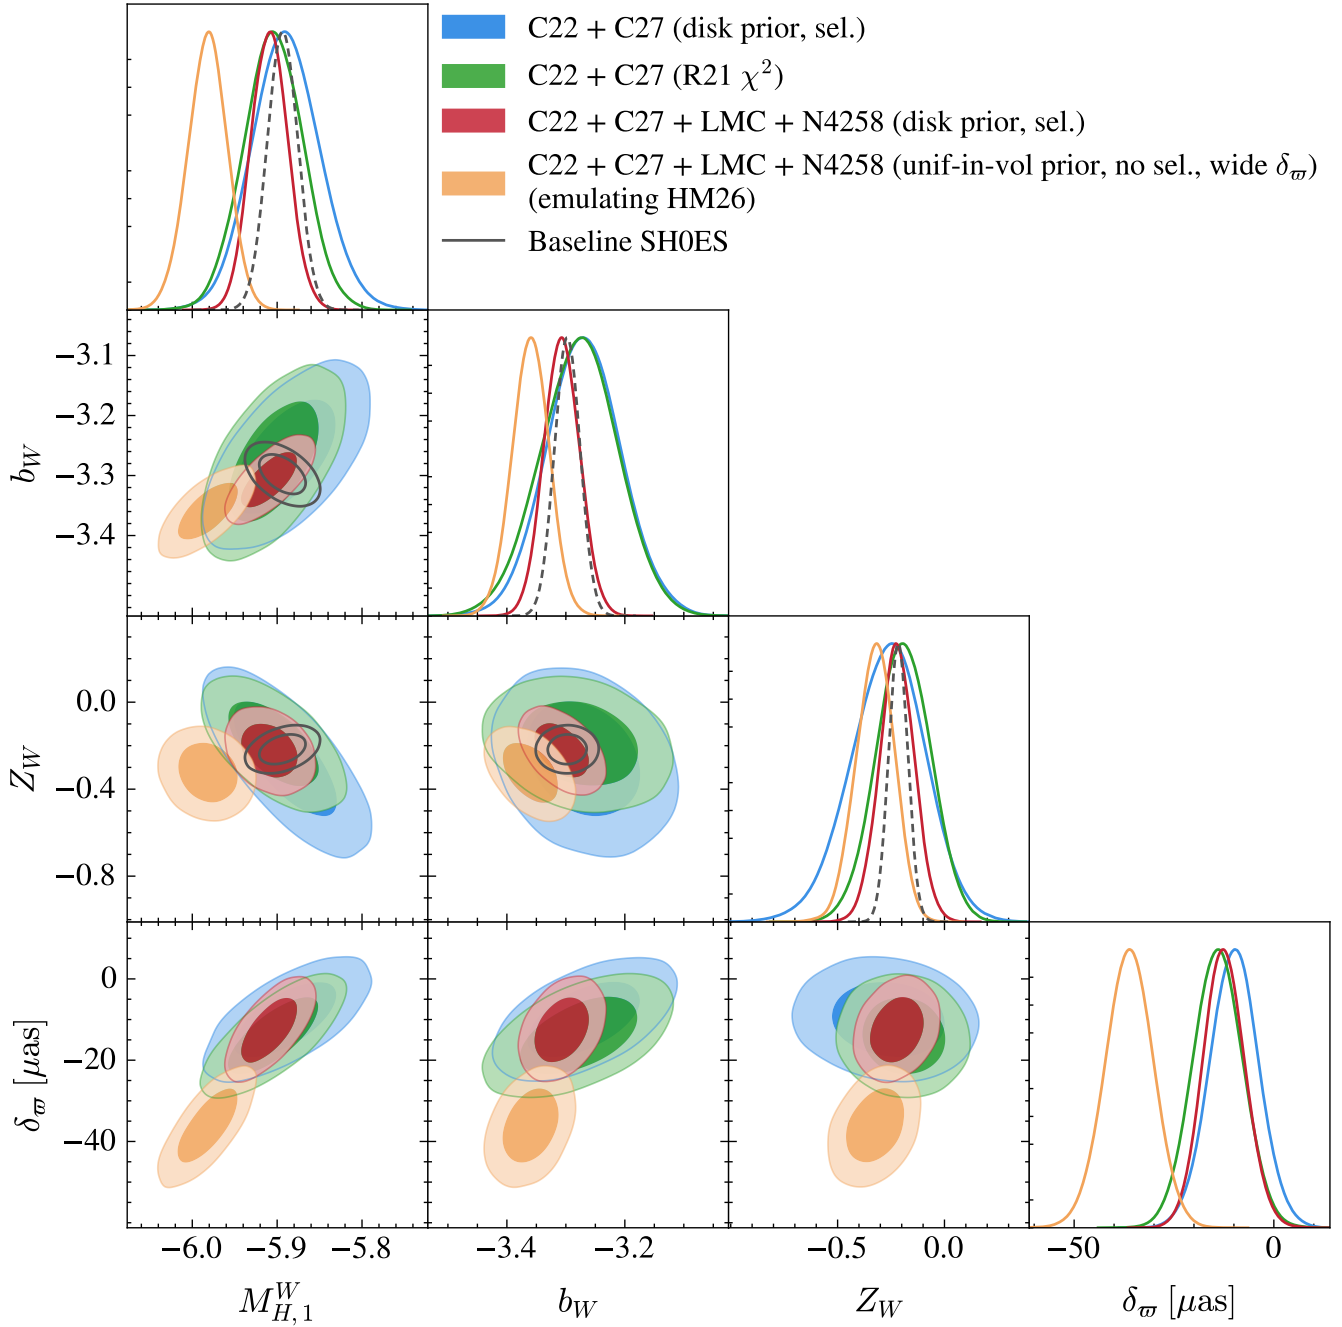 C22 + C27 (disk prior, sel.)
C22 + C27 (R21 χ²)
C22 + C27 + LMC + N4258 (disk prior, sel.)
C22 + C27 + LMC + N4258 (unif-in-vol prior, no sel., wide δ_ϖ)
(emulating HM26)
Baseline SH0ES
−3.1
−3.2
−3.3
−3.4
b_W
0.0
−0.4
−0.8
Z_W
0
−20
−40
δ_ϖ [μas]
−6.0 −5.9 −5.8
−3.4 −3.2
−0.5 0.0
−50 0
M^W_{H,1}
b_W
Z_W
δ_ϖ [μas]